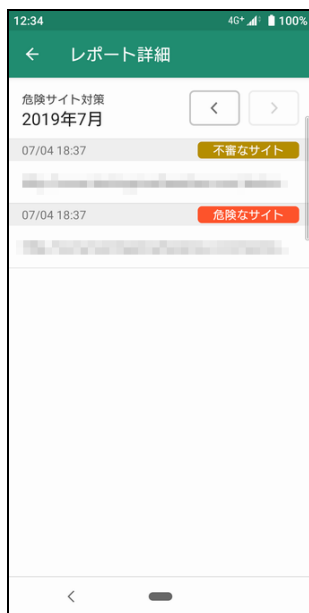 12:34 4G+ 100%
レポート詳細
危険サイト対策
2019年7月
07/04 18:37 不審なサイト
07/04 18:37 危険なサイト